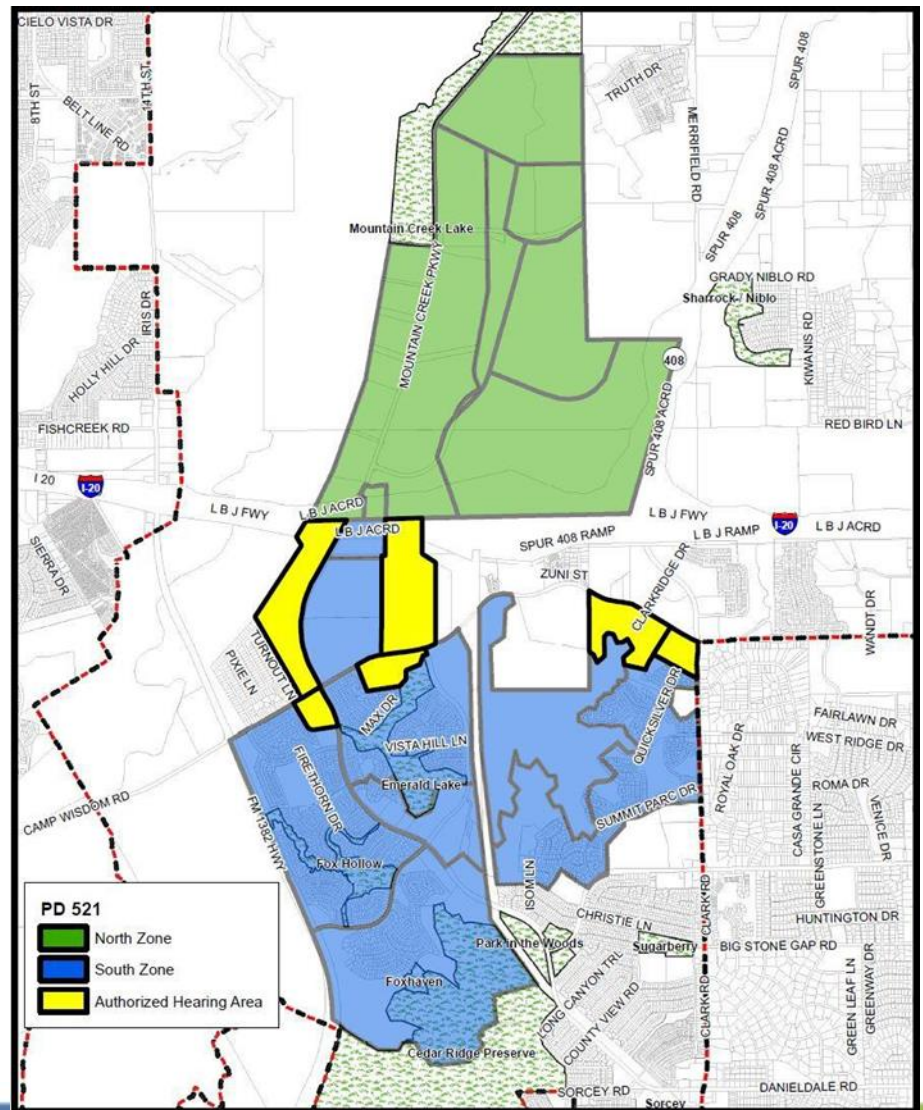 CIELO VISTA DR
8TH ST
14TH ST
BELT LINE RD
TRUTH DR
MERRIFIELD RD
SPUR 408
SPUR 408 ACRD
SPUR 408
Mountain Creek Lake
MOUNTAIN CREEK PKWY
GRADY NIBLO RD
Sharrock / Niblo
KIWANIS RD
IRIS DR
HOLLY HILL DR
408
FISHCREEK RD
RED BIRD LN
SPUR 408 ACRD
I 20
I-20
L B J FWY
L B J ACRD
L B J ACRD
L B J FWY
I-20
L B J RAMP
L B J ACRD
SPUR 408 RAMP
SIERRA DR
ZUNI ST
CLARKRIDGE DR
WANDT DR
PIXIE LN
TURNOUT LN
MAX DR
QUICKSILVER DR
ROYAL OAK DR
FAIRLAWN DR
WEST RIDGE DR
VISTA HILL LN
FIRETHORN DR
Emerald Lake
SUMMIT PARC DR
CASA GRANDE CIR
ROMA DR
GREENSTONE LN
VENICE DR
CAMP WISDOM RD
FM 1382 HWY
Fox Hollow
ISOM LN
CHRISTIE LN
CLARK RD
HUNTINGTON DR
Park in the Woods
Sugarberry
BIG STONE GAP RD
Foxhaven
LONG CANYON TRL
COUNTY VIEW RD
CLARK RD
GREEN LEAF LN
GREENWAY DR
Cedar Ridge Preserve
SORCEY RD
Sorcey
DANIELDALE RD
PD 521
North Zone
South Zone
Authorized Hearing Area